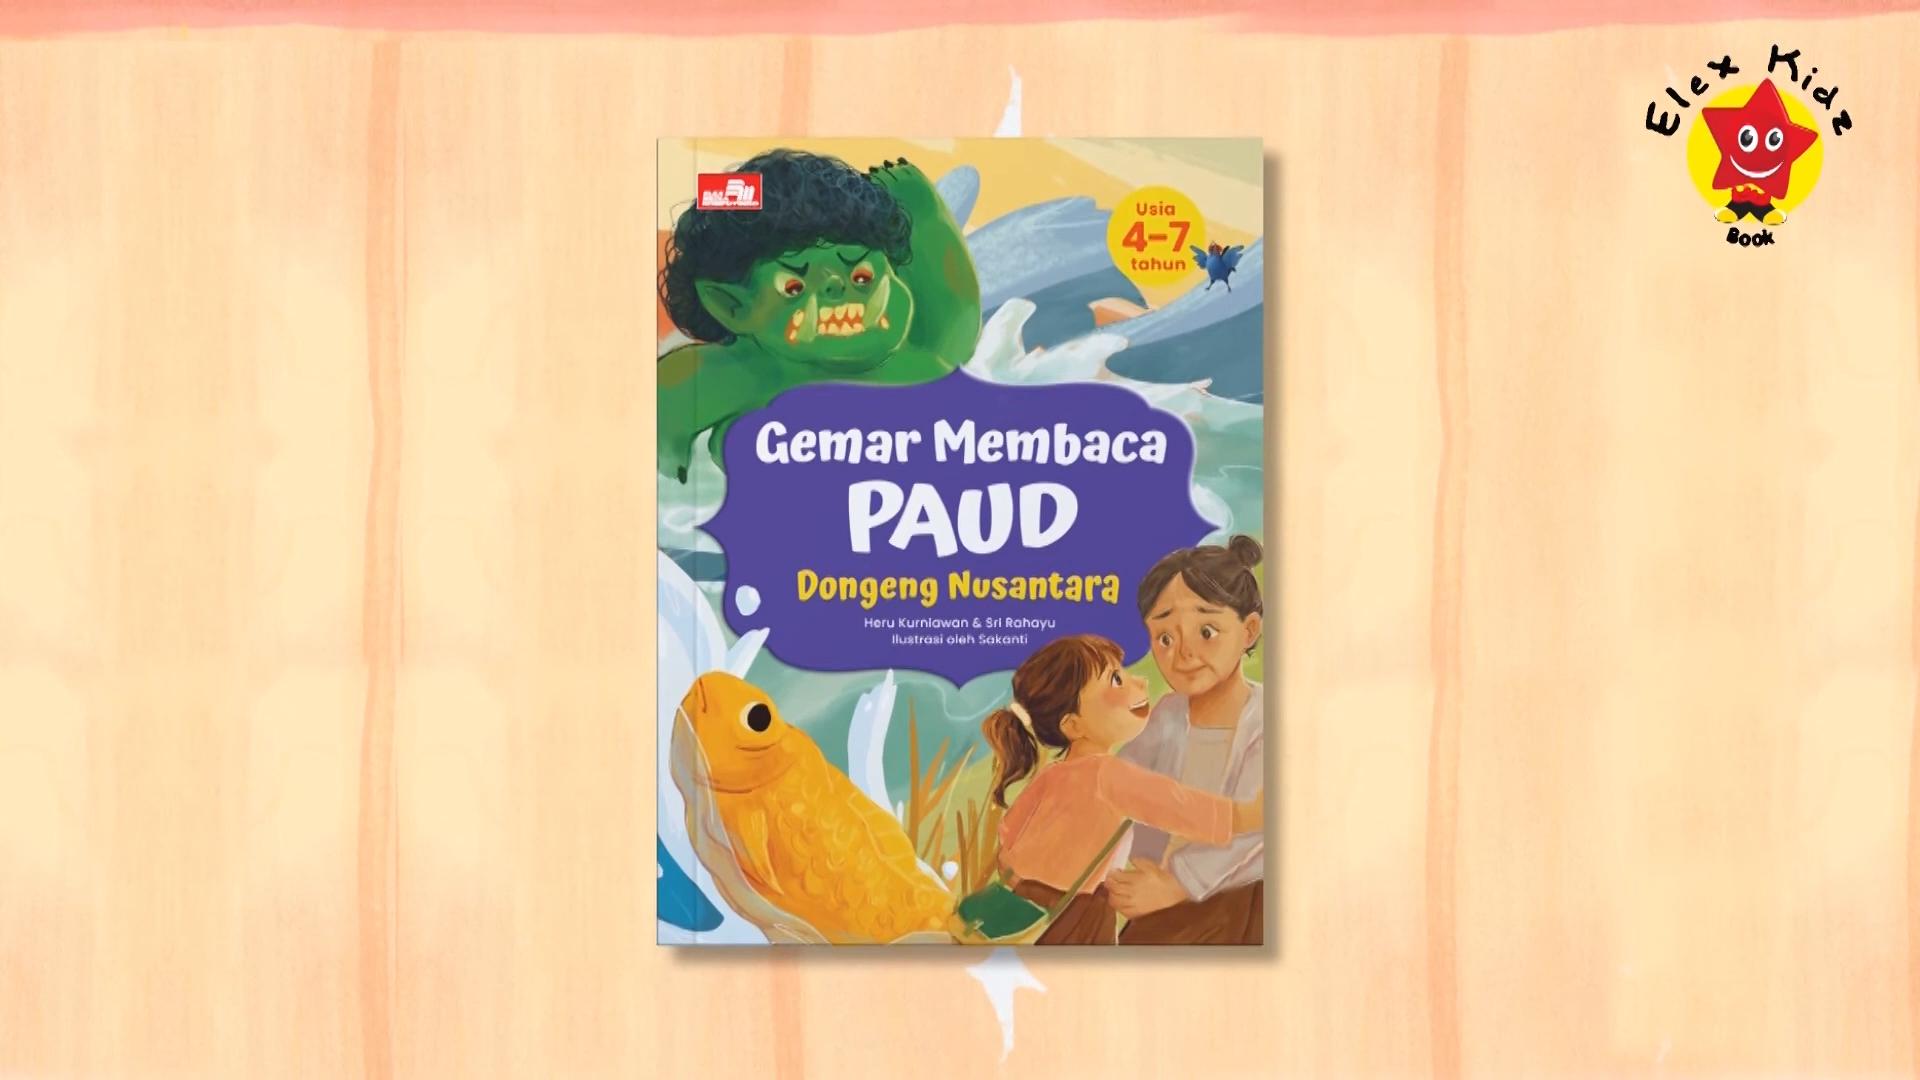 Elex Kidz
Book
Usia
4-7
tahun
Gemar Membaca
PAUD
Dongeng Nusantara
Heru Kurniawan & Sri Rahayu
Ilustrasi oleh Sakanti